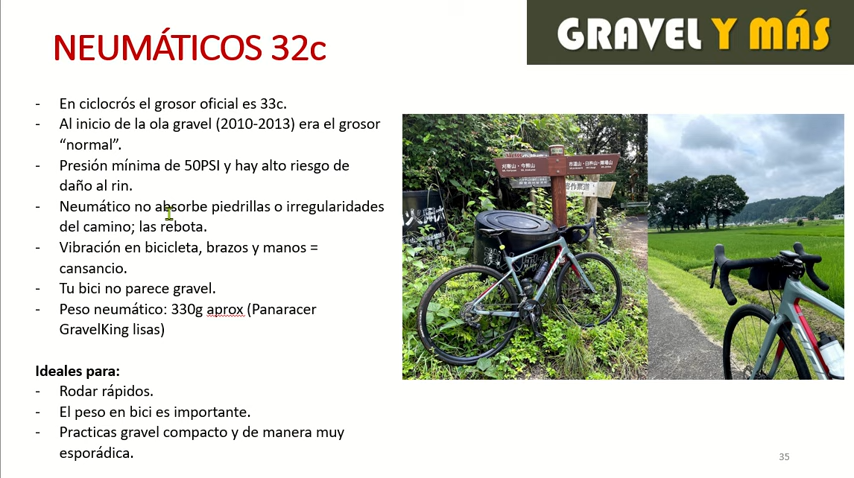 NEUMÁTICOS 32c
GRAVEL Y MÁS
- En ciclocrós el grosor oficial es 33c.
- Al inicio de la ola gravel (2010-2013) era el grosor
“normal”.
- Presión mínima de 50PSI y hay alto riesgo de
daño al rin.
- Neumático no absorbe piedrillas o irregularidades
del camino; las rebota.
- Vibración en bicicleta, brazos y manos =
cansancio.
- Tu bici no parece gravel.
- Peso neumático: 330g aprox (Panaracer
GravelKing lisas)
Ideales para:
- Rodar rápidos.
- El peso en bici es importante.
- Practicas gravel compacto y de manera muy
esporádica.
35